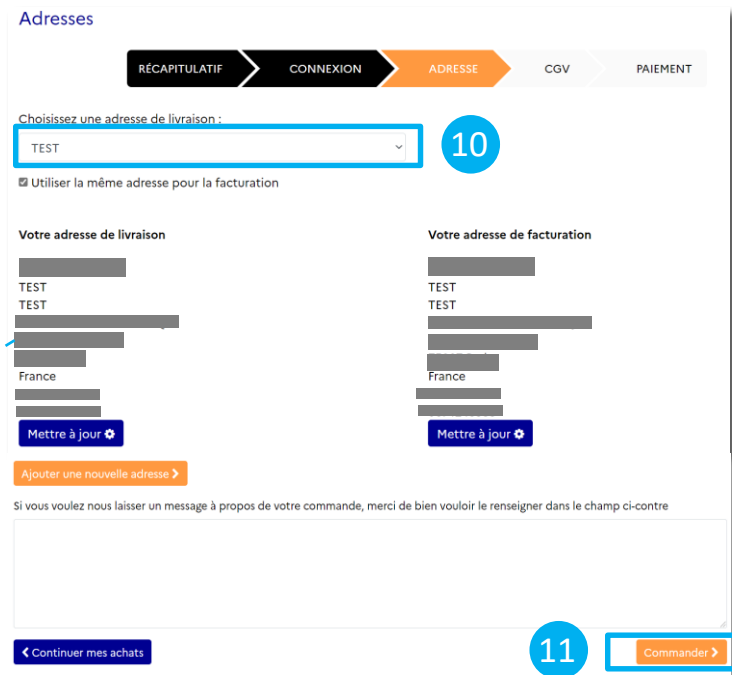 Adresses
RÉCAPITULATIF CONNEXION ADRESSE CGV PAIEMENT
Choisissez une adresse de livraison :
TEST
10
Utiliser la même adresse pour la facturation
Votre adresse de livraison
TEST
TEST
France
Mettre à jour
Votre adresse de facturation
TEST
TEST
France
Mettre à jour
Ajouter une nouvelle adresse
Si vous voulez nous laisser un message à propos de votre commande, merci de bien vouloir le renseigner dans le champ ci-contre
Continuer mes achats
11
Commander